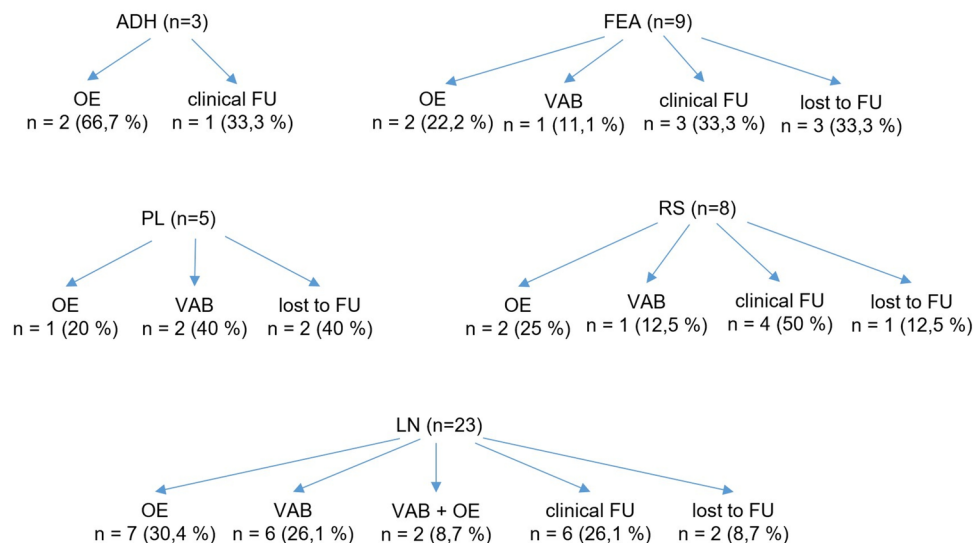 ADH (n=3)
OE
n = 2 (66,7 %)
clinical FU
n = 1 (33,3 %)
FEA (n=9)
OE
n = 2 (22,2 %)
VAB
n = 1 (11,1 %)
clinical FU
n = 3 (33,3 %)
lost to FU
n = 3 (33,3 %)
PL (n=5)
OE
n = 1 (20 %)
VAB
n = 2 (40 %)
lost to FU
n = 2 (40 %)
RS (n=8)
OE
n = 2 (25 %)
VAB
n = 1 (12,5 %)
clinical FU
n = 4 (50 %)
lost to FU
n = 1 (12,5 %)
LN (n=23)
OE
n = 7 (30,4 %)
VAB
n = 6 (26,1 %)
VAB + OE
n = 2 (8,7 %)
clinical FU
n = 6 (26,1 %)
lost to FU
n = 2 (8,7 %)